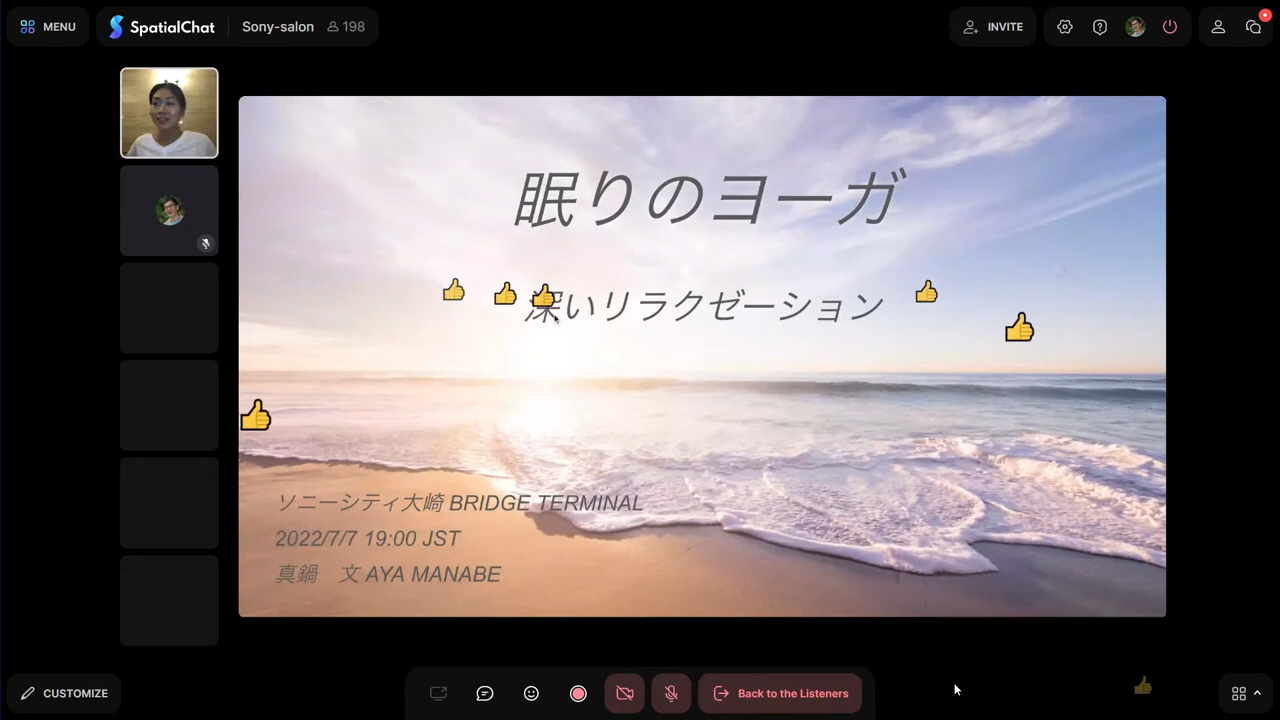 MENU
SpatialChat
Sony-salon 198
INVITE
眠りのヨーガ
深いリラクゼーション
ソニーシティ大崎 BRIDGE TERMINAL
2022/7/7 19:00 JST
真鍋　文 AYA MANABE
CUSTOMIZE
Back to the Listeners